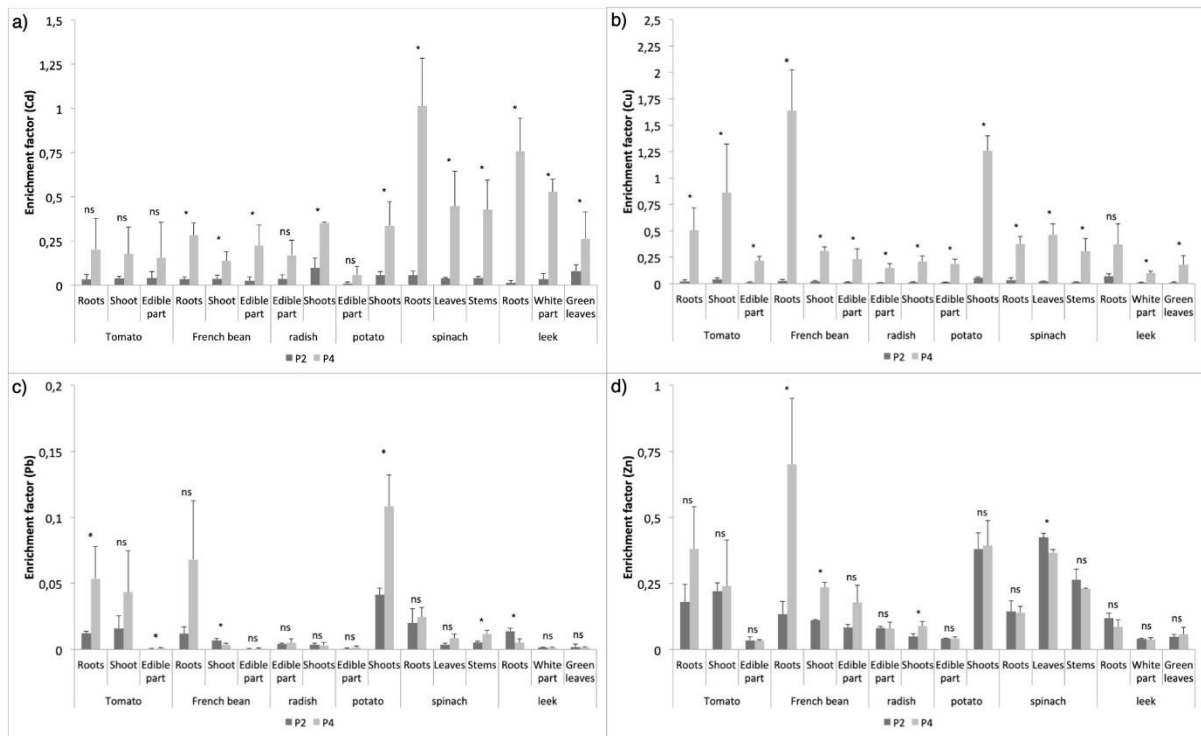 a)
Enrichment factor (Cd)
1,5
1,25
1
0,75
0,5
0,25
0
ns ns ns * * * ns * ns * * * * * * *
Roots Shoot Edible part Roots Shoot Edible part Edible part Shoots Edible part Shoots Roots Leaves Stems Roots White part Green leaves
Tomato French bean radish potato spinach leek
P2 P4
b)
Enrichment factor (Cu)
2,5
2
1,5
1,25
1
0,75
0,5
0,25
0
* * * * * * * * * * * * * ns * *
Roots Shoot Edible part Roots Shoot Edible part Edible part Shoots Edible part Shoots Roots Leaves Stems Roots White part Green leaves
Tomato French bean radish potato spinach leek
P2 P4
c)
Enrichment factor (Pb)
0,2
0,15
0,1
0,05
0
* ns * ns * ns ns ns ns * ns ns * * ns ns
Roots Shoot Edible part Roots Shoot Edible part Edible part Shoots Edible part Shoots Roots Leaves Stems Roots White part Green leaves
Tomato French bean radish potato spinach leek
P2 P4
d)
Enrichment factor (Zn)
1
0,75
0,5
0,25
0
ns ns ns * * ns ns * ns ns ns * ns ns ns ns
Roots Shoot Edible part Roots Shoot Edible part Edible part Shoots Edible part Shoots Roots Leaves Stems Roots White part Green leaves
Tomato French bean radish potato spinach leek
P2 P4